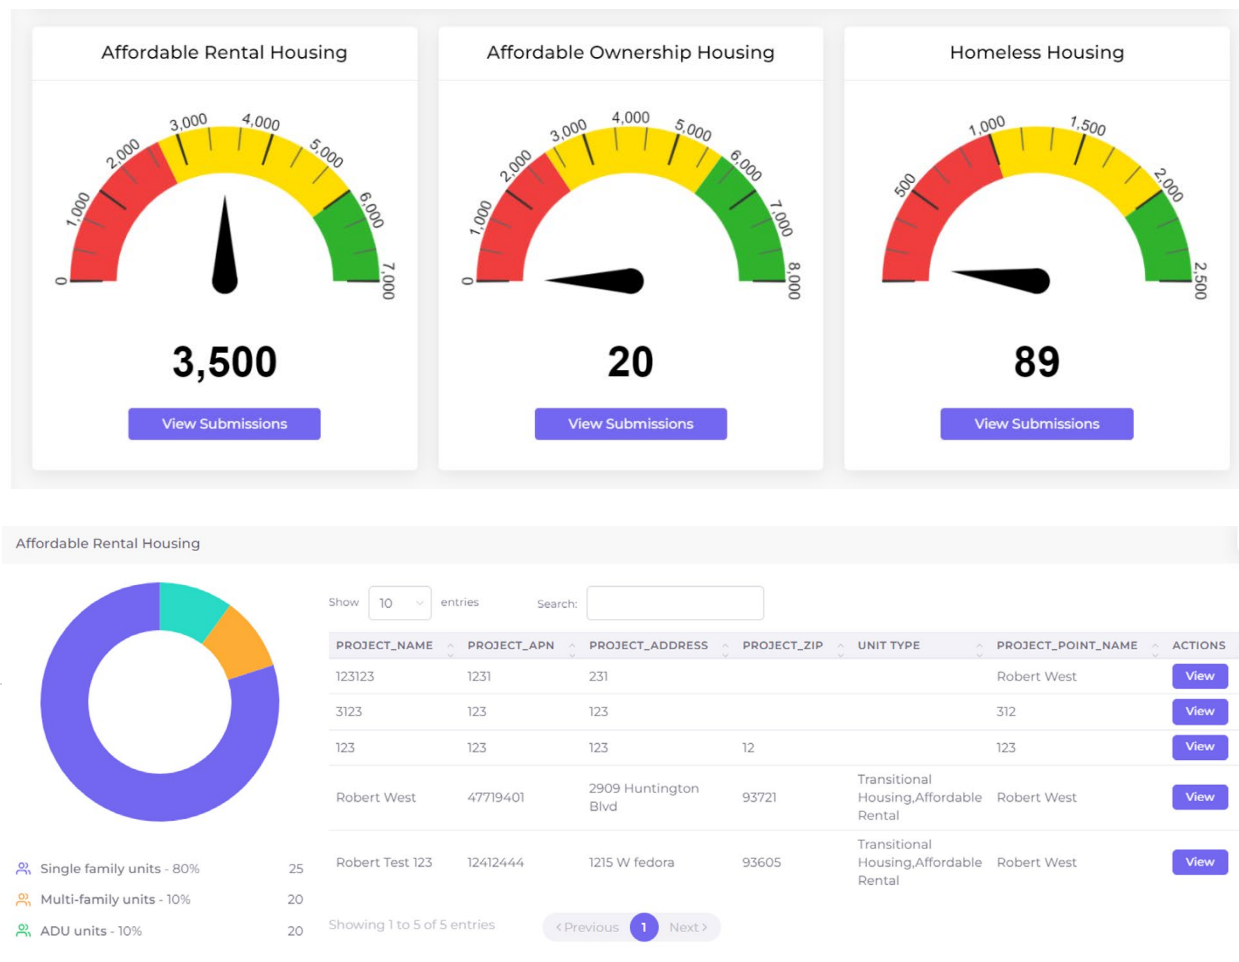 Affordable Rental Housing
0
1,000
2,000
3,000
4,000
5,000
6,000
7,000
3,500
View Submissions
Affordable Ownership Housing
0
1,000
2,000
3,000
4,000
5,000
6,000
7,000
8,000
20
View Submissions
Homeless Housing
500
1,000
1,500
2,000
2,500
89
View Submissions
Affordable Rental Housing
Single family units - 80% 25
Multi-family units - 10% 20
ADU units - 10% 20
Show 10 entries Search:
PROJECT_NAME PROJECT_APN PROJECT_ADDRESS PROJECT_ZIP UNIT TYPE PROJECT_POINT_NAME ACTIONS
123123 1231 231 Robert West View
3123 123 123 312 View
123 123 123 12 123 View
Robert West 47719401 2909 Huntington Blvd 93721 Transitional Housing,Affordable Rental Robert West View
Robert Test 123 12412444 1215 W fedora 93605 Transitional Housing,Affordable Rental Robert West View
Showing 1 to 5 of 5 entries
Previous 1 Next